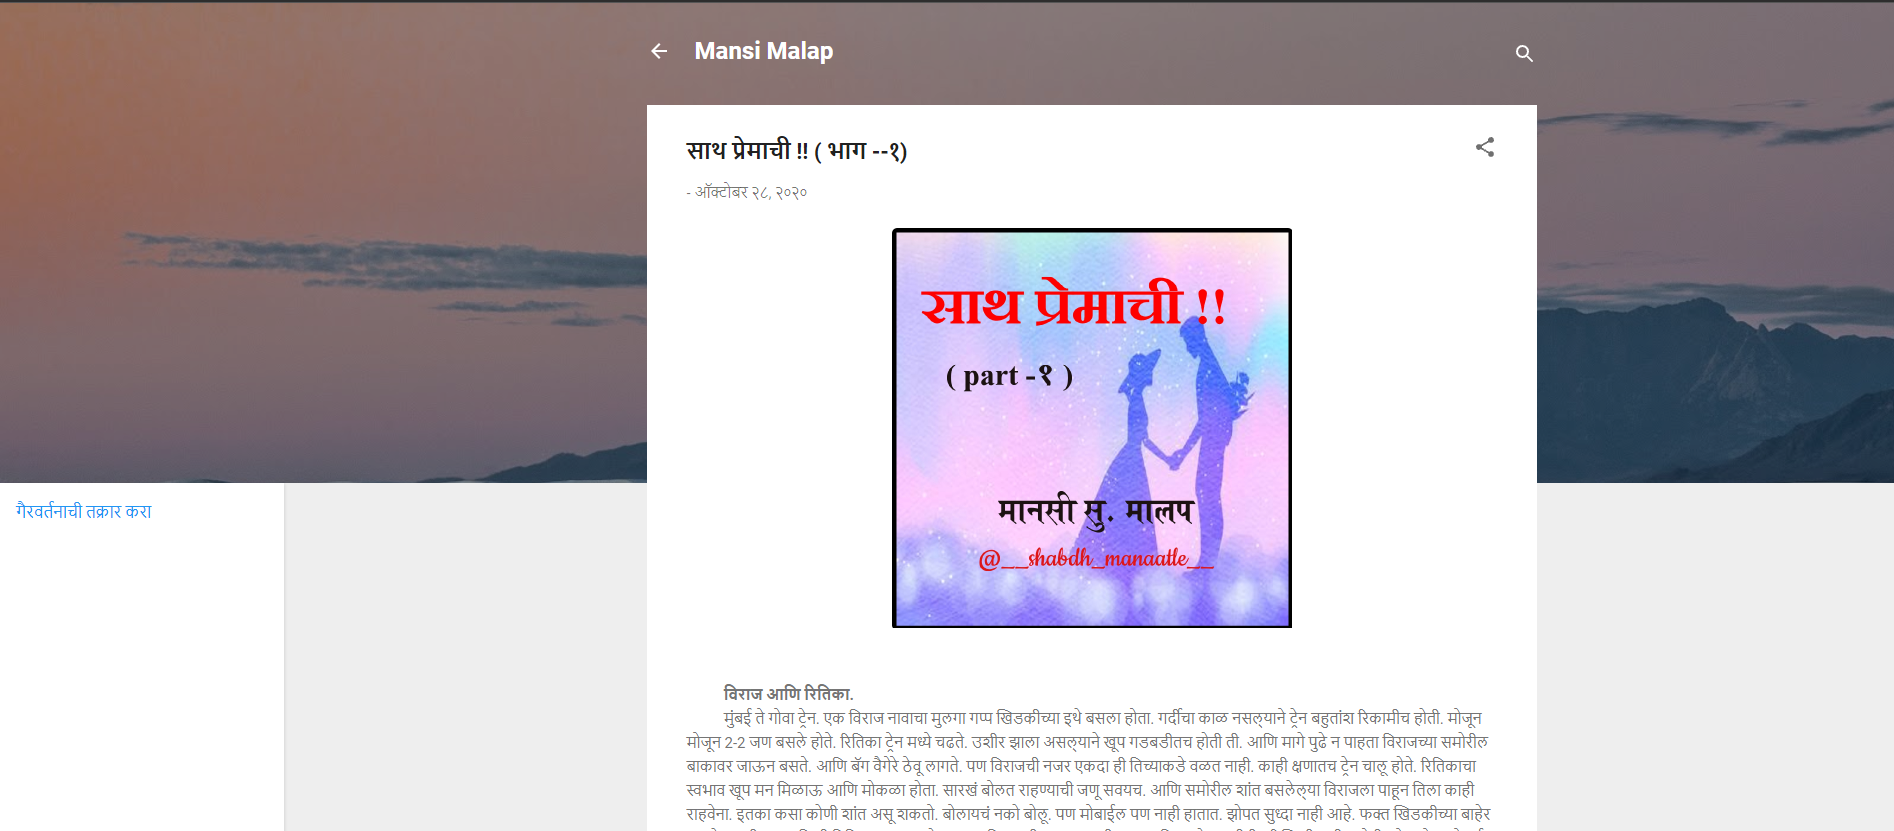 Mansi Malap
साथ प्रेमाची !! ( भाग --१)
- ऑक्टोबर २८, २०२०
साथ प्रेमाची !!
( part -१ )
मानसी सु. मालप
@__shabdh_manaatle__
गैरवर्तनाची तक्रार करा
विराज आणि रितिका.
मुंबई ते गोवा ट्रेन. एक विराज नावाचा मुलगा गप्प खिडकीच्या इथे बसला होता. गर्दीचा काळ नसल्याने ट्रेन बहुतांश रिकामीच होती. मोजून
मोजून 2-2 जण बसले होते. रितिका ट्रेन मध्ये चढते. उशीर झाला असल्याने खूप गडबडीतच होती ती. आणि मागे पुढे न पाहता विराजच्या समोरील
बाकावर जाऊन बसते. आणि बॅग वैगेरे ठेवू लागते. पण विराजची नजर एकदा ही तिच्याकडे वळत नाही. काही क्षणातच ट्रेन चालू होते. रितिकाचा
स्वभाव खूप मन मिळाऊ आणि मोकळा होता. सारखं बोलत राहण्याची जणू सवयच. आणि समोरील शांत बसलेल्या विराजला पाहून तिला काही
राहवेना. इतका कसा कोणी शांत असू शकतो. बोलायचं नको बोलू. पण मोबाईल पण नाही हातात. झोपत सुध्दा नाही आहे. फक्त खिडकीच्या बाहेर